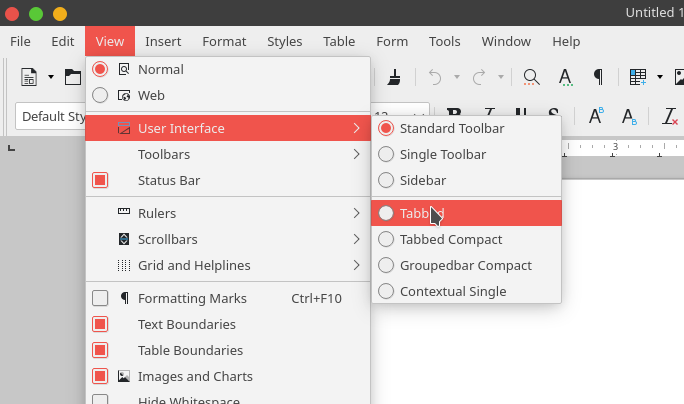 Untitled 1
File Edit View Insert Format Styles Table Form Tools Window Help
Normal
Web
Default Sty
User Interface
Standard Toolbar
Toolbars
Single Toolbar
Status Bar
Sidebar
3
Rulers
Tabbed
Scrollbars
Tabbed Compact
Grid and Helplines
Groupedbar Compact
Formatting Marks Ctrl+F10
Contextual Single
Text Boundaries
Table Boundaries
Images and Charts
Hide Whitespace